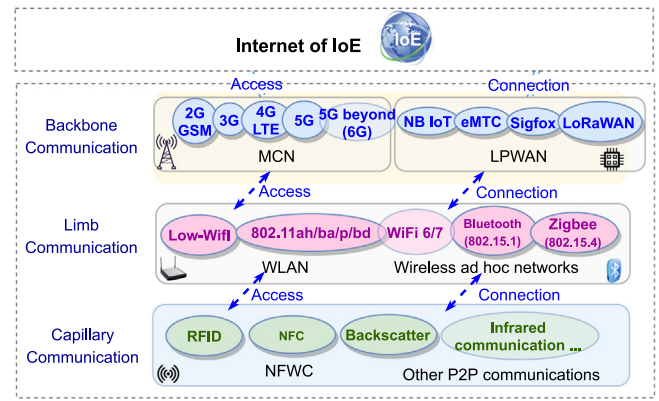 Internet of IoE
IoE
Access
Connection
Backbone
Communication
2G
GSM
3G
4G
LTE
5G
5G beyond
(6G)
MCN
NB IoT
eMTC
Sigfox
LoRaWAN
LPWAN
Access
Connection
Limb
Communication
Low-Wifl
802.11ah/ba/p/bd
WiFi 6/7
Bluetooth
(802.15.1)
Zigbee
(802.15.4)
WLAN
Wireless ad hoc networks
Access
Connection
Capillary
Communication
RFID
NFC
Backscatter
Infrared
communication ...
NFWC
Other P2P communications